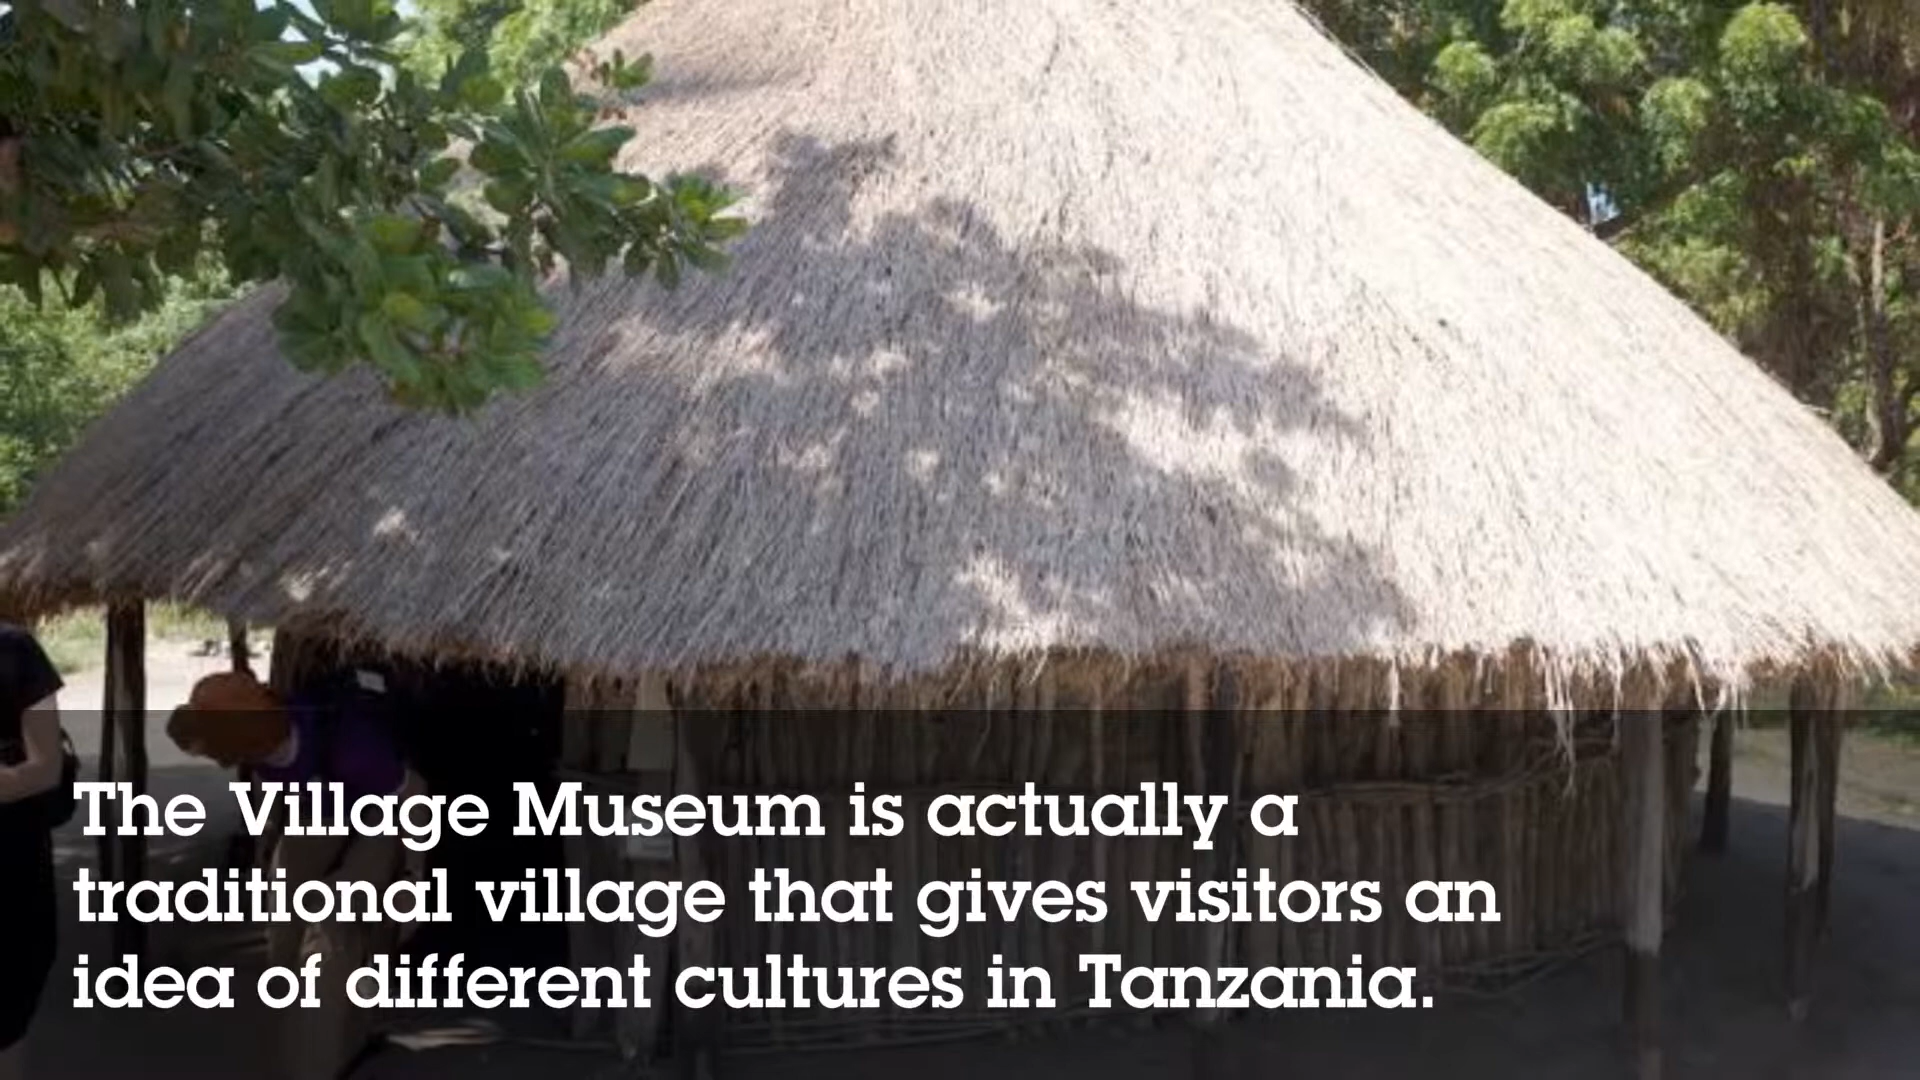 The Village Museum is actually a
traditional village that gives visitors an
idea of different cultures in Tanzania.